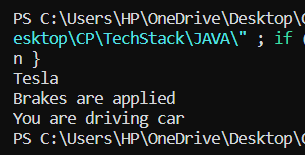 PS C:\Users\HP\OneDrive\Desktop\
esktop\CP\TechStack\JAVA\" ; if
n }
Tesla
Brakes are applied
You are driving car
PS C:\Users\HP\OneDrive\Desktop\